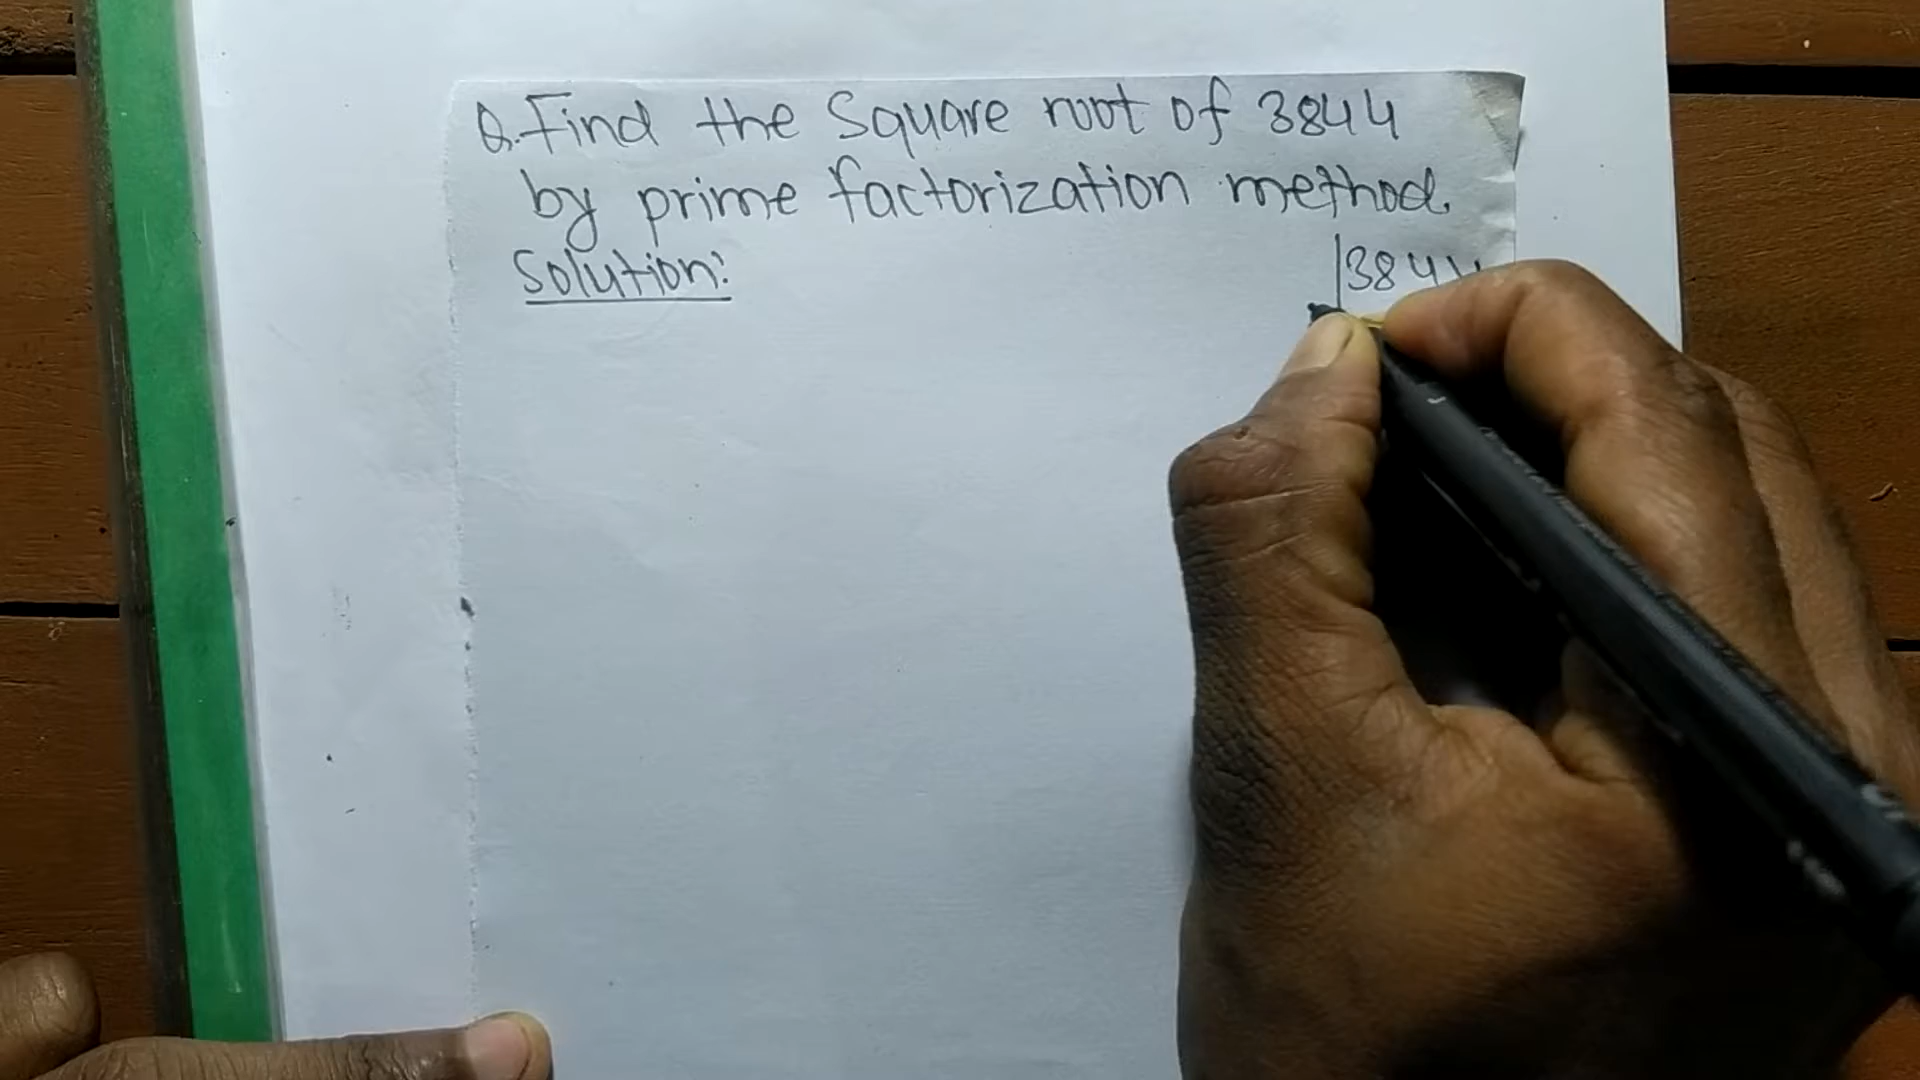 Q. Find the Square root of 3844
by prime factorization method.
Solution:
3844